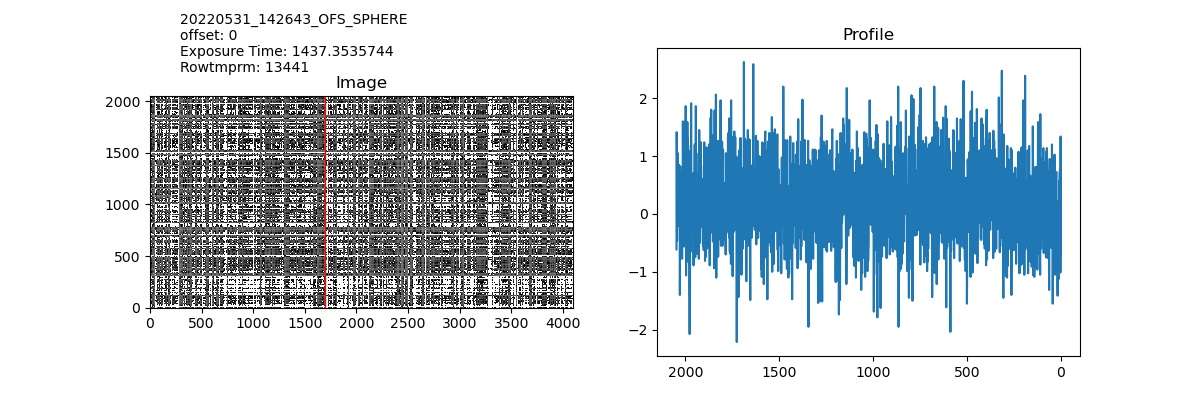 20220531_142643_OFS_SPHERE
offset: 0
Exposure Time: 1437.3535744
Rowtmprm: 13441
Image
2000
1500
1000
500
0
0 500 1000 1500 2000 2500 3000 3500 4000
Profile
2
1
0
−1
−2
2000 1500 1000 500 0